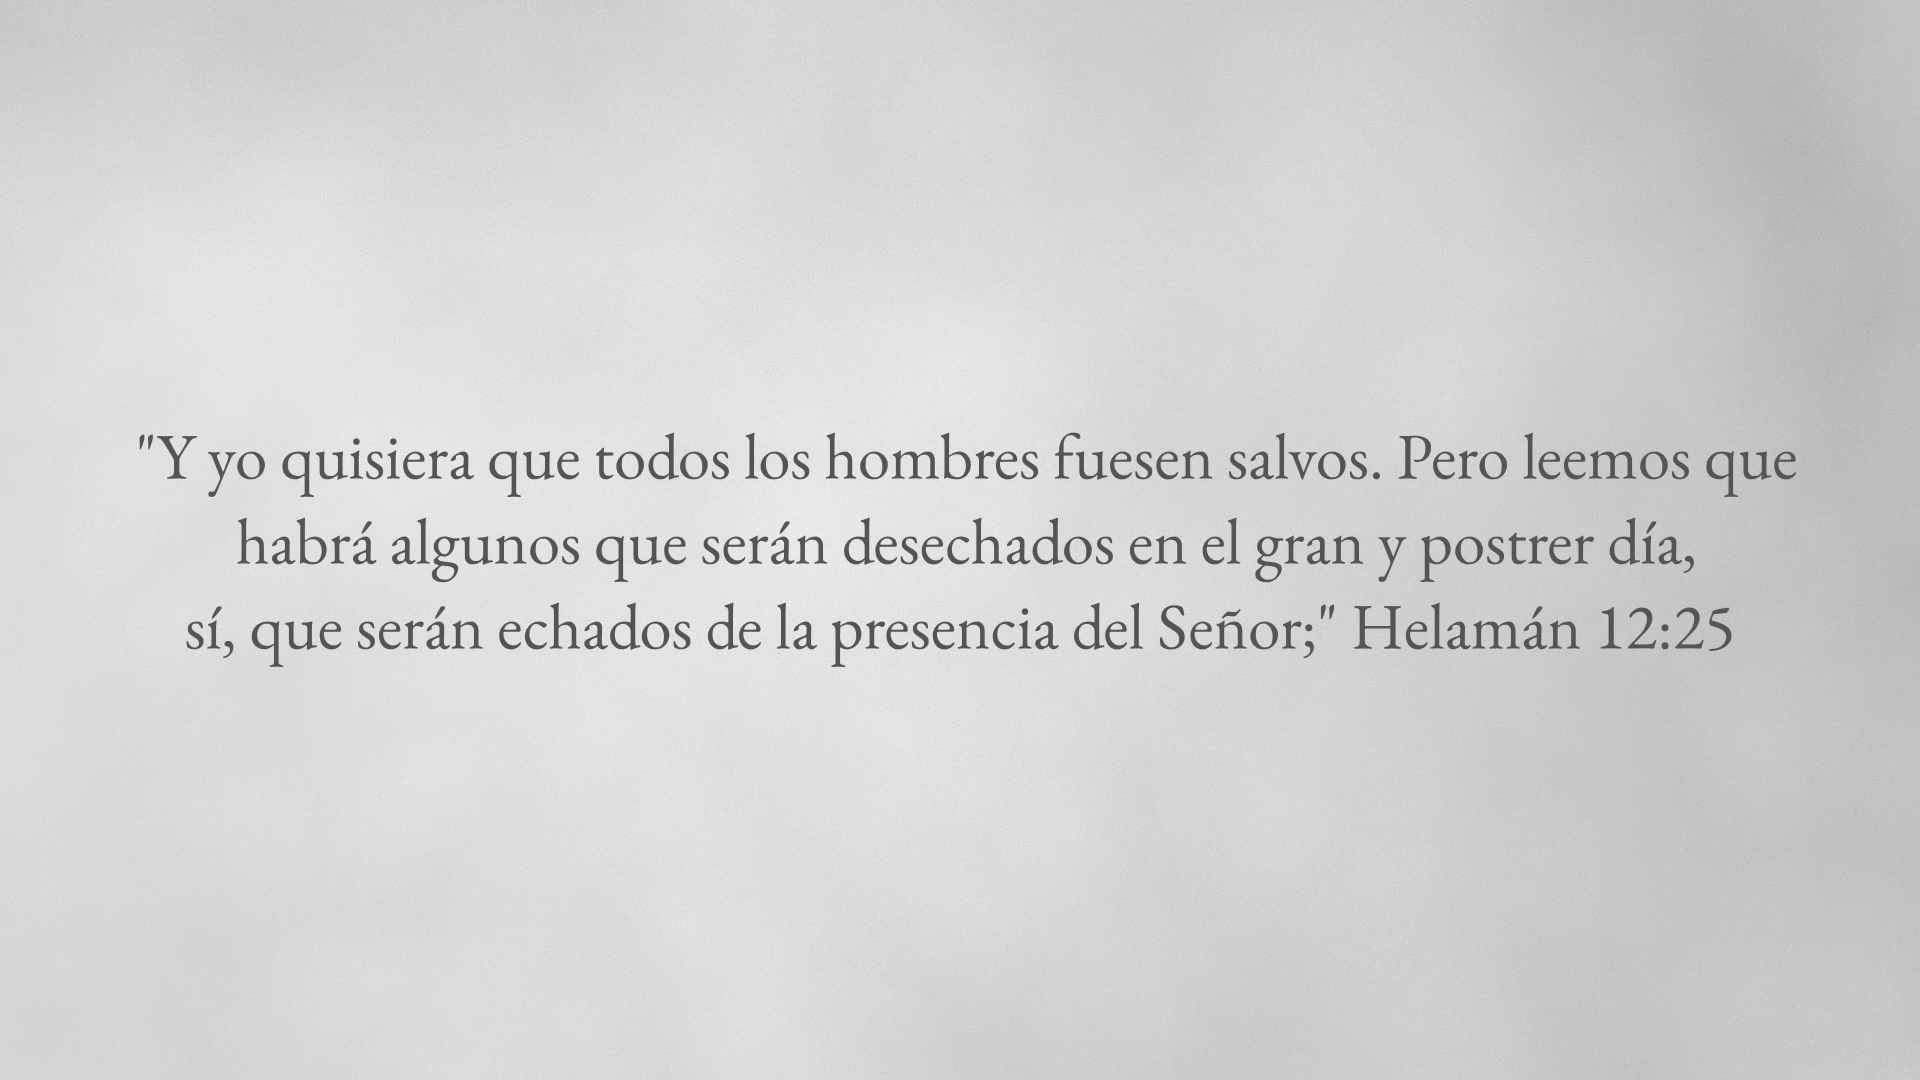 "Y yo quisiera que todos los hombres fuesen salvos. Pero leemos que
habrá algunos que serán desechados en el gran y postrer día,
sí, que serán echados de la presencia del Señor;" Helamán 12:25